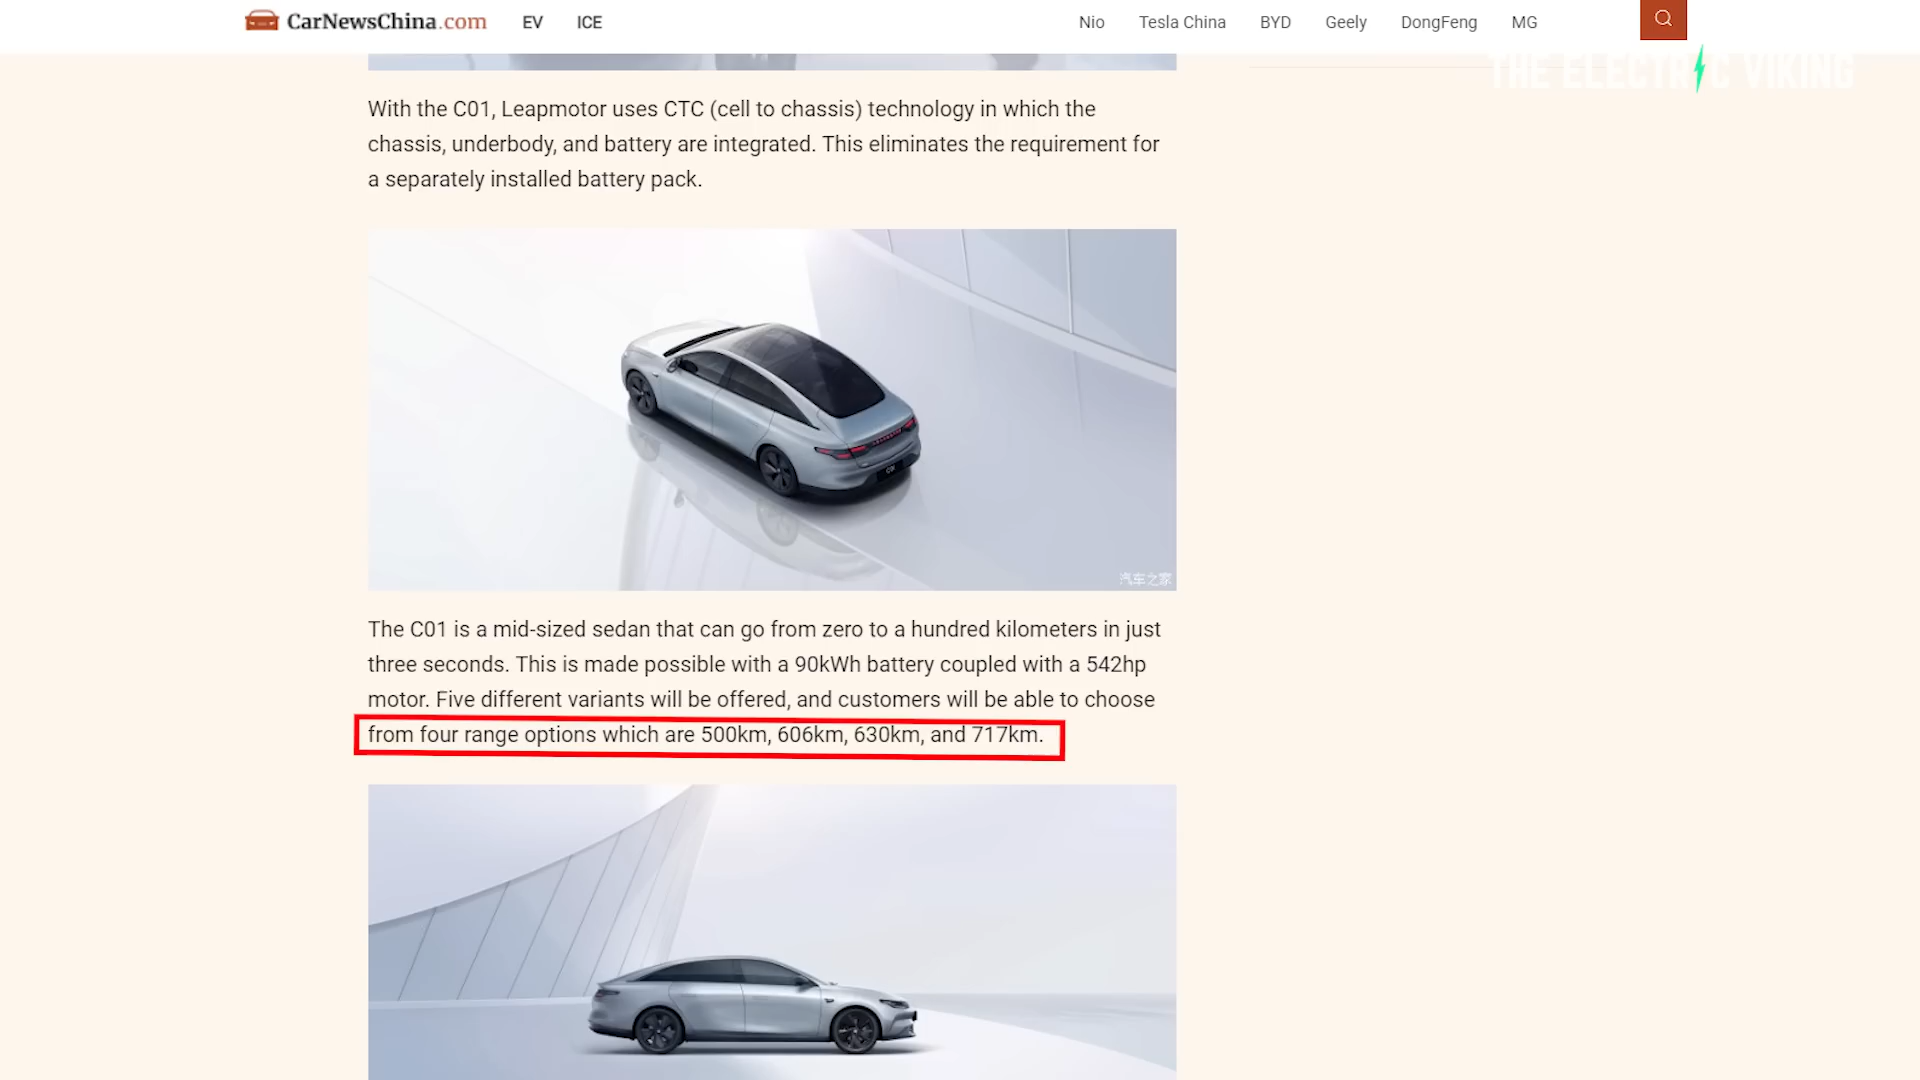 CarNewsChina.com EV ICE Nio Tesla China BYD Geely DongFeng MG
THE ELECTRIC VIKING
With the C01, Leapmotor uses CTC (cell to chassis) technology in which the
chassis, underbody, and battery are integrated. This eliminates the requirement for
a separately installed battery pack.
C01
汽车之家
The C01 is a mid-sized sedan that can go from zero to a hundred kilometers in just
three seconds. This is made possible with a 90kWh battery coupled with a 542hp
motor. Five different variants will be offered, and customers will be able to choose
from four range options which are 500km, 606km, 630km, and 717km.